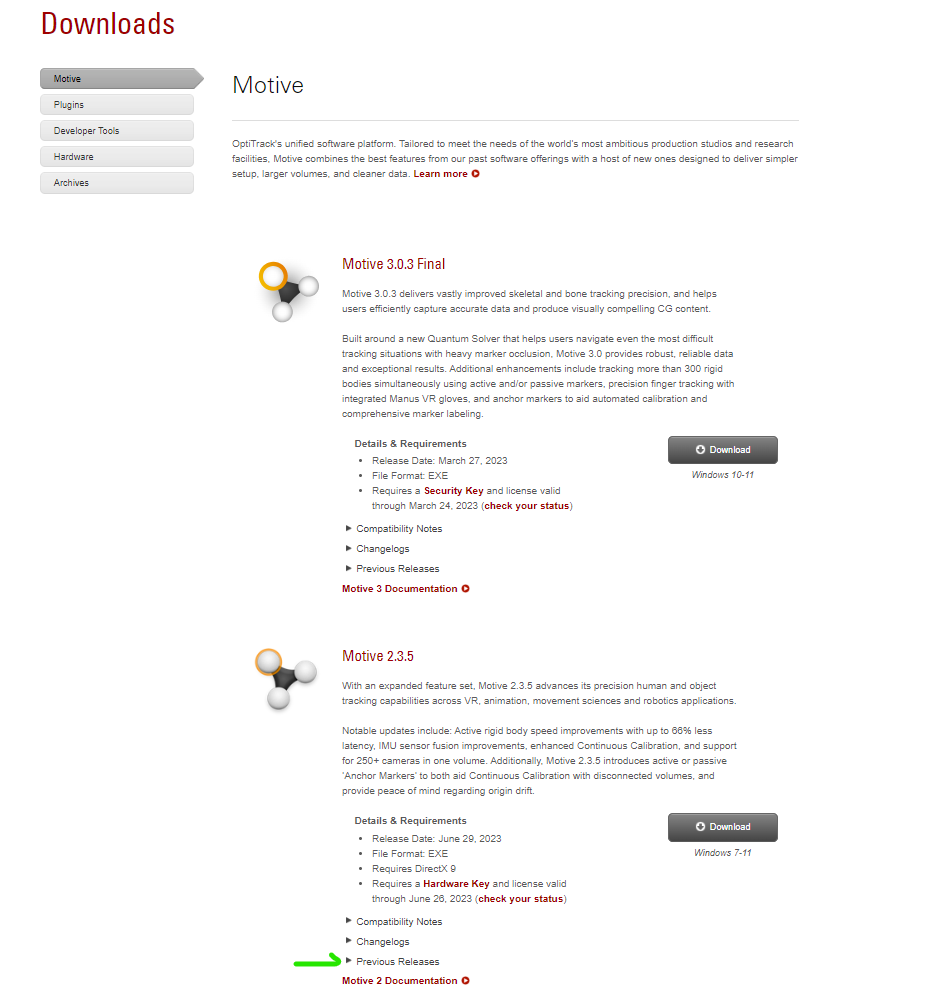 Downloads
Motive
Plugins
Developer Tools
Hardware
Archives
Motive
OptiTrack's unified software platform. Tailored to meet the needs of the world's most ambitious production studios and research
facilities, Motive combines the best features from our past software offerings with a host of new ones designed to deliver simpler
setup, larger volumes, and cleaner data. Learn more
Motive 3.0.3 Final
Motive 3.0.3 delivers vastly improved skeletal and bone tracking precision, and helps
users efficiently capture accurate data and produce visually compelling CG content.
Built around a new Quantum Solver that helps users navigate even the most difficult
tracking situations with heavy marker occlusion, Motive 3.0 provides robust, reliable data
and exceptional results. Additional enhancements include tracking more than 300 rigid
bodies simultaneously using active and/or passive markers, precision finger tracking with
integrated Manus VR gloves, and anchor markers to aid automated calibration and
comprehensive marker labeling.
Details & Requirements
Release Date: March 27, 2023
File Format: EXE
Requires a Security Key and license valid
through March 24, 2023 (check your status)
Download
Windows 10-11
Compatibility Notes
Changelogs
Previous Releases
Motive 3 Documentation
Motive 2.3.5
With an expanded feature set, Motive 2.3.5 advances its precision human and object
tracking capabilities across VR, animation, movement sciences and robotics applications.
Notable updates include: Active rigid body speed improvements with up to 66% less
latency, IMU sensor fusion improvements, enhanced Continuous Calibration, and support
for 250+ cameras in one volume. Additionally, Motive 2.3.5 introduces active or passive
'Anchor Markers' to both aid Continuous Calibration with disconnected volumes, and
provide peace of mind regarding origin drift.
Details & Requirements
Release Date: June 29, 2023
File Format: EXE
Requires DirectX 9
Requires a Hardware Key and license valid
through June 26, 2023 (check your status)
Download
Windows 7-11
Compatibility Notes
Changelogs
Previous Releases
Motive 2 Documentation